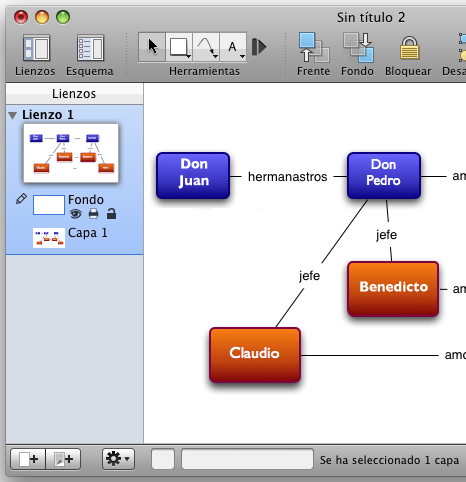 Sin título 2
Lienzos Esquema Herramientas Frente Fondo Bloquear Desa
A
Lienzos
Lienzo 1
Fondo
Capa 1
Don
Juan
hermanastros
Don
Pedro
am
jefe
jefe
Benedicto
am
Claudio
amo
Se ha seleccionado 1 capa